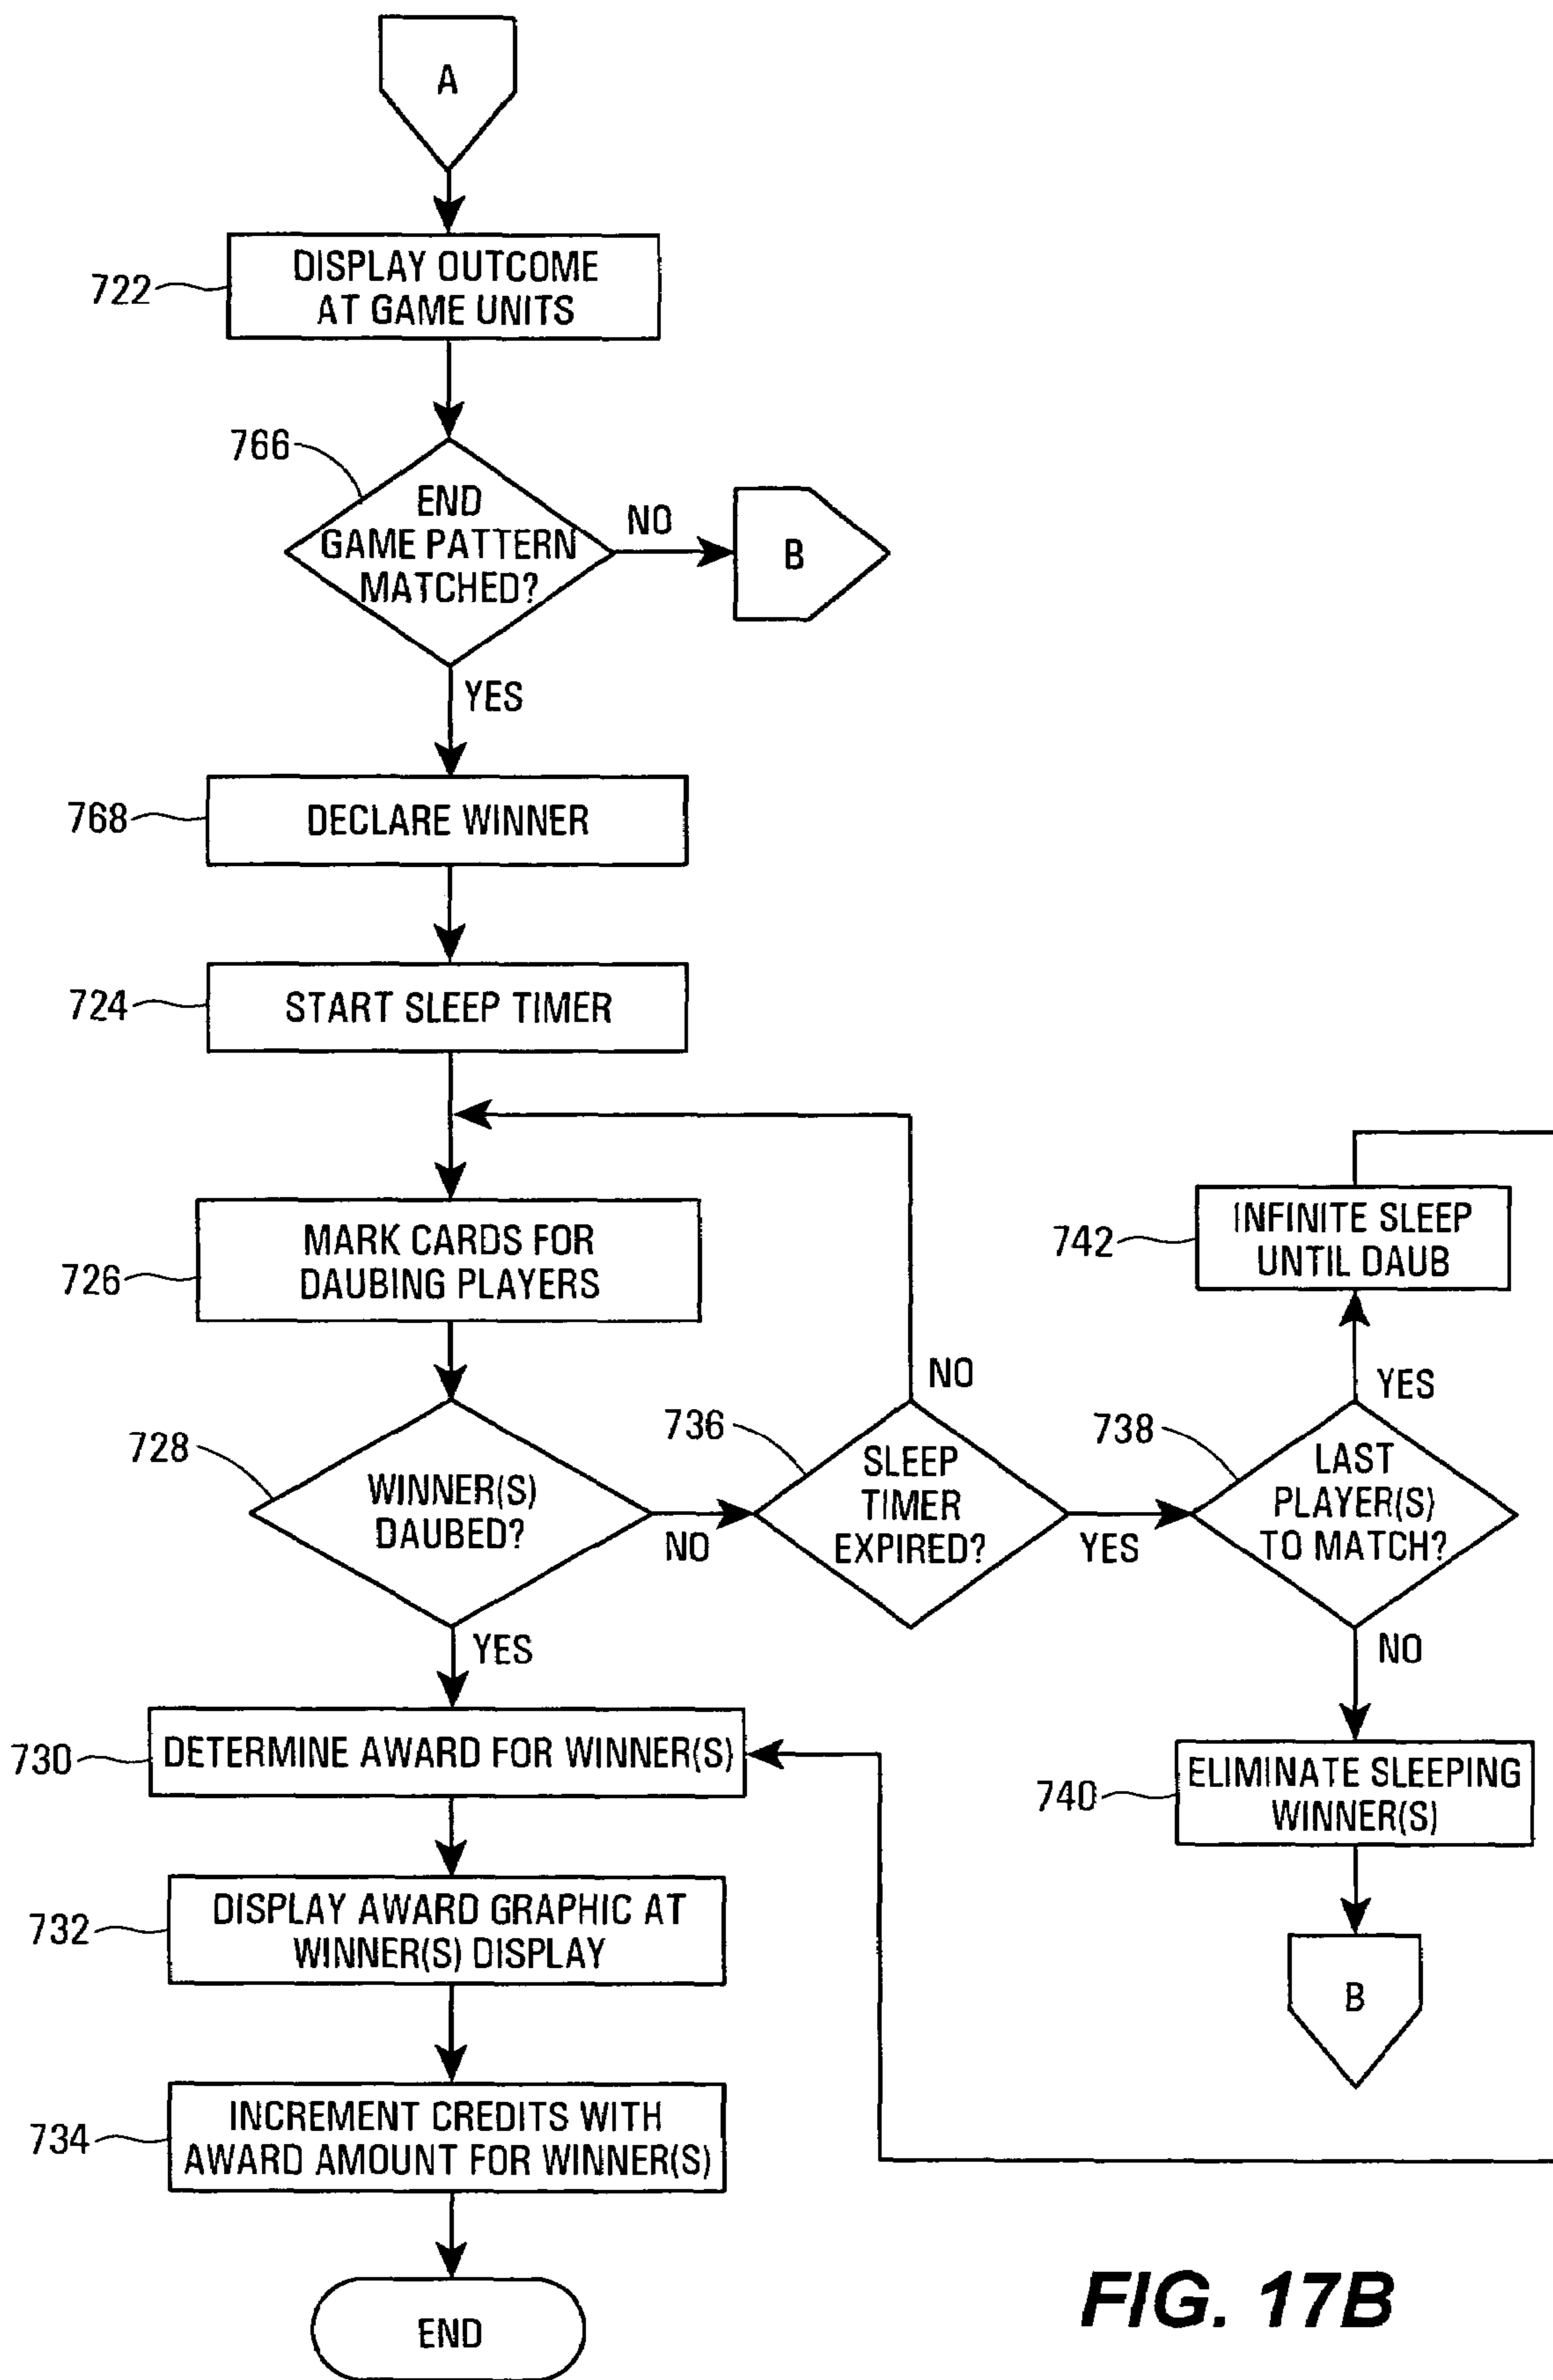 A
722
DISPLAY OUTCOME
AT GAME UNITS
766
END
GAME PATTERN
MATCHED?
NO
B
YES
768
DECLARE WINNER
724
START SLEEP TIMER
726
MARK CARDS FOR
DAUBING PLAYERS
742
INFINITE SLEEP
UNTIL DAUB
NO
YES
728
WINNER(S)
DAUBED?
NO
736
SLEEP
TIMER
EXPIRED?
YES
738
LAST
PLAYER(S)
TO MATCH?
YES
NO
730
DETERMINE AWARD FOR WINNER(S)
740
ELIMINATE SLEEPING
WINNER(S)
732
DISPLAY AWARD GRAPHIC AT
WINNER(S) DISPLAY
B
734
INCREMENT CREDITS WITH
AWARD AMOUNT FOR WINNER(S)
END
FIG. 17B